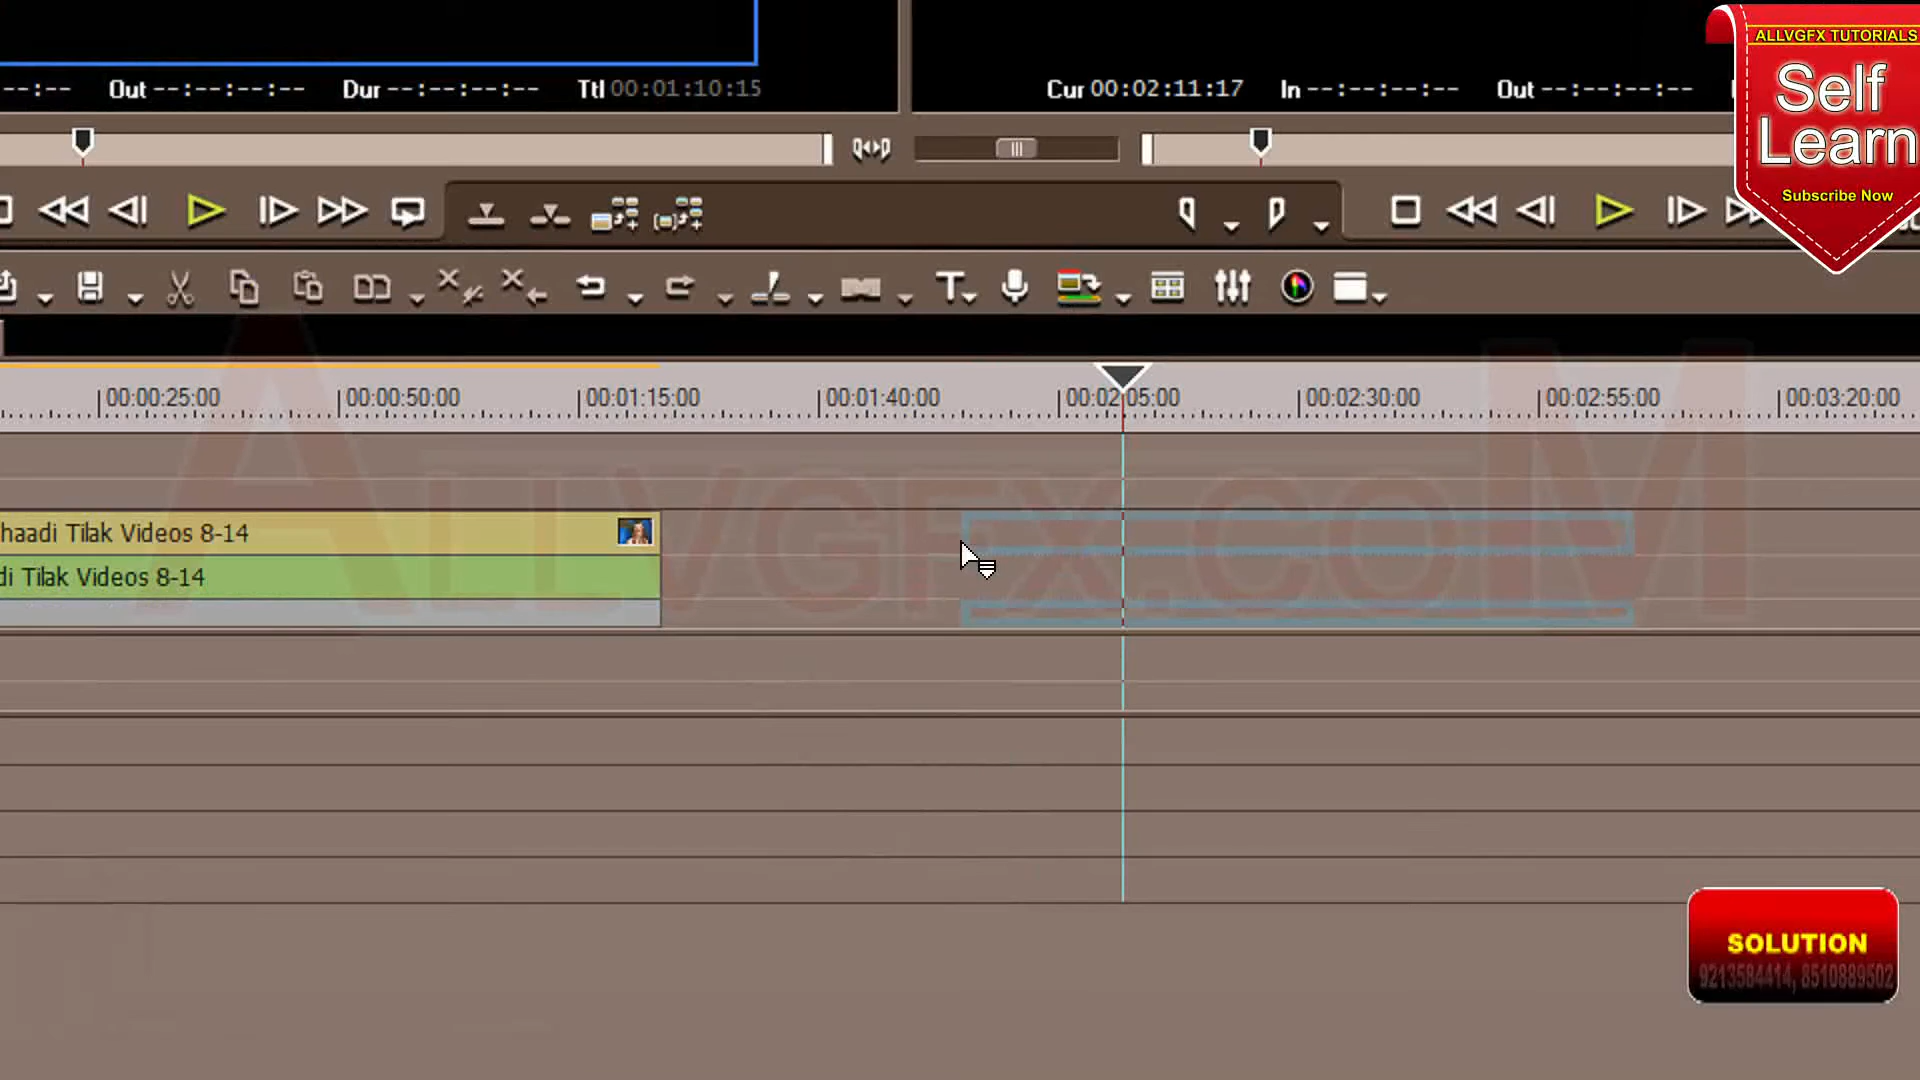 ALLVGFX TUTORIALS
Self
Learn
Subscribe Now
--:-- Out --:--:--:-- Dur --:--:--:-- Ttl 00:01:10:15
Cur 00:02:11:17 In --:--:--:-- Out --:--:--:--
00:00:25:00 00:00:50:00 00:01:15:00 00:01:40:00 00:02:05:00 00:02:30:00 00:02:55:00 00:03:20:00
ALLVGFX.COM
haadi Tilak Videos 8-14
di Tilak Videos 8-14
SOLUTION
9213584414, 8510889502